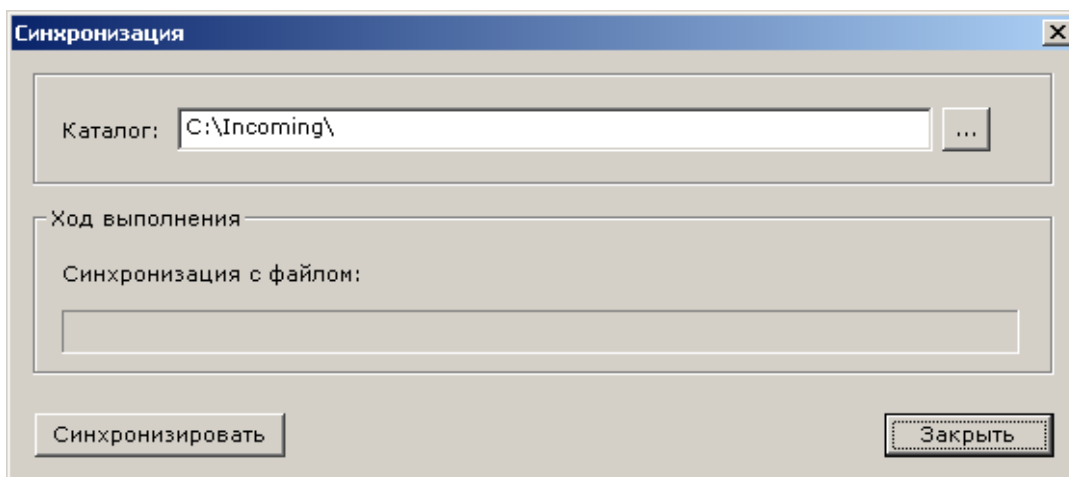 Синхронизация
Каталог: C:\Incoming\ ...
Ход выполнения
Синхронизация с файлом:
Синхронизировать Закрыть